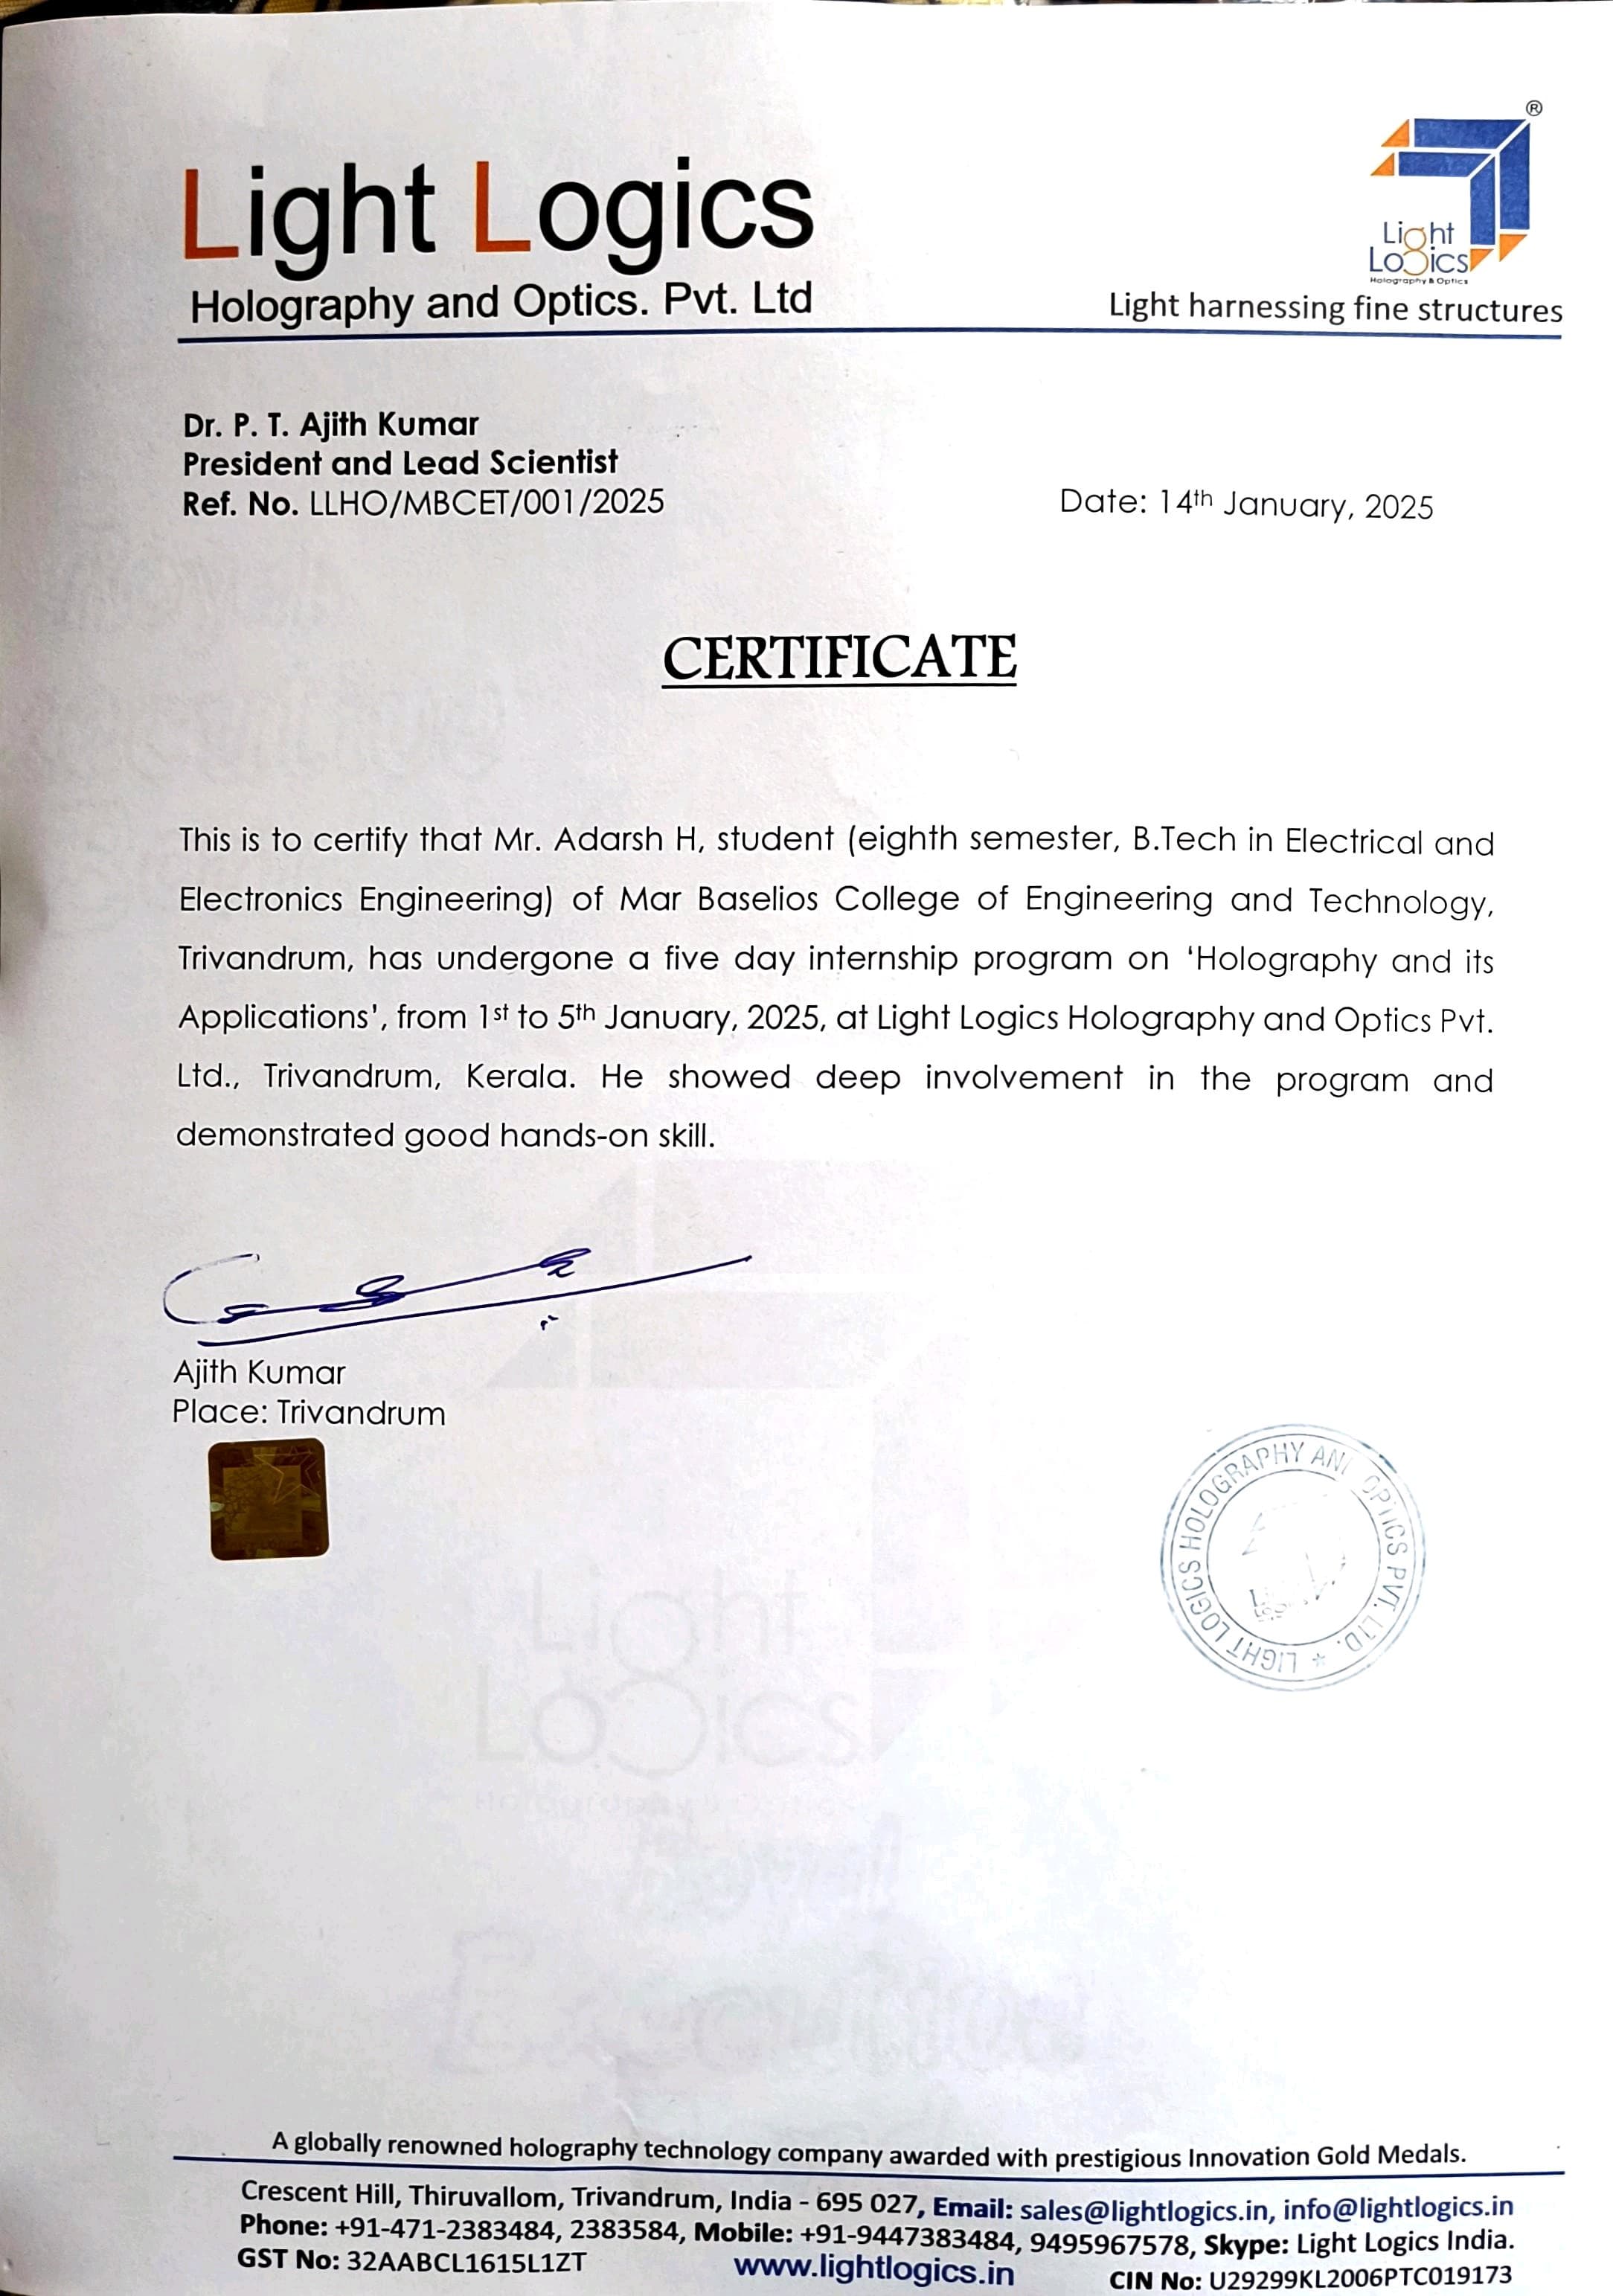 Light Logics
Holography and Optics. Pvt. Ltd
®
Light
Logics
Holography & Optics
Light harnessing fine structures
Dr. P. T. Ajith Kumar
President and Lead Scientist
Ref. No. LLHO/MBCET/001/2025
Date: 14th January, 2025
CERTIFICATE
This is to certify that Mr. Adarsh H, student (eighth semester, B.Tech in Electrical and
Electronics Engineering) of Mar Baselios College of Engineering and Technology,
Trivandrum, has undergone a five day internship program on ‘Holography and its
Applications’, from 1st to 5th January, 2025, at Light Logics Holography and Optics Pvt.
Ltd., Trivandrum, Kerala. He showed deep involvement in the program and
demonstrated good hands-on skill.
Ajith Kumar
Place: Trivandrum
LIGHT LOGICS HOLOGRAPHY AN OPTICS PVT. LTD. *
Light
Logics
A globally renowned holography technology company awarded with prestigious Innovation Gold Medals.
Crescent Hill, Thiruvallom, Trivandrum, India - 695 027, Email: sales@lightlogics.in, info@lightlogics.in
Phone: +91-471-2383484, 2383584, Mobile: +91-9447383484, 9495967578, Skype: Light Logics India.
GST No: 32AABCL1615L1ZT www.lightlogics.in CIN No: U29299KL2006PTC019173